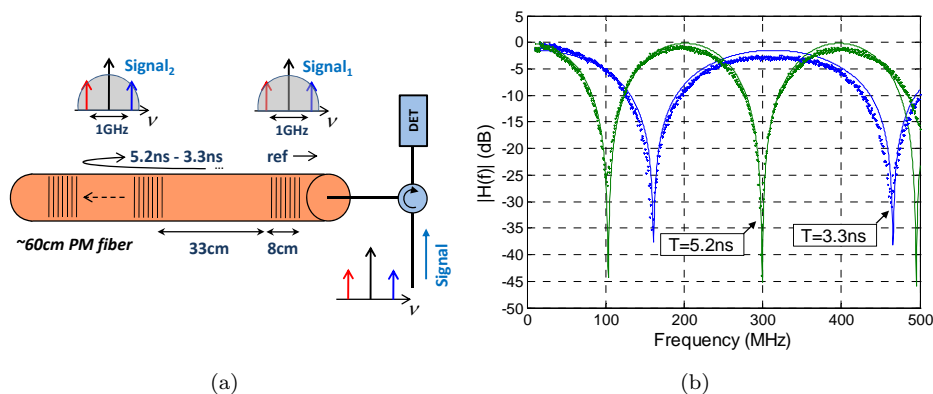 Signal₂
Signal₁
ν
ν
1GHz
1GHz
DET
5.2ns - 3.3ns ...
ref
~60cm PM fiber
33cm
8cm
Signal
ν
(a)
5
0
-5
-10
-15
-20
-25
-30
-35
-40
-45
-50
|H(f)| (dB)
T=5.2ns
T=3.3ns
0
100
200
300
400
500
Frequency (MHz)
(b)